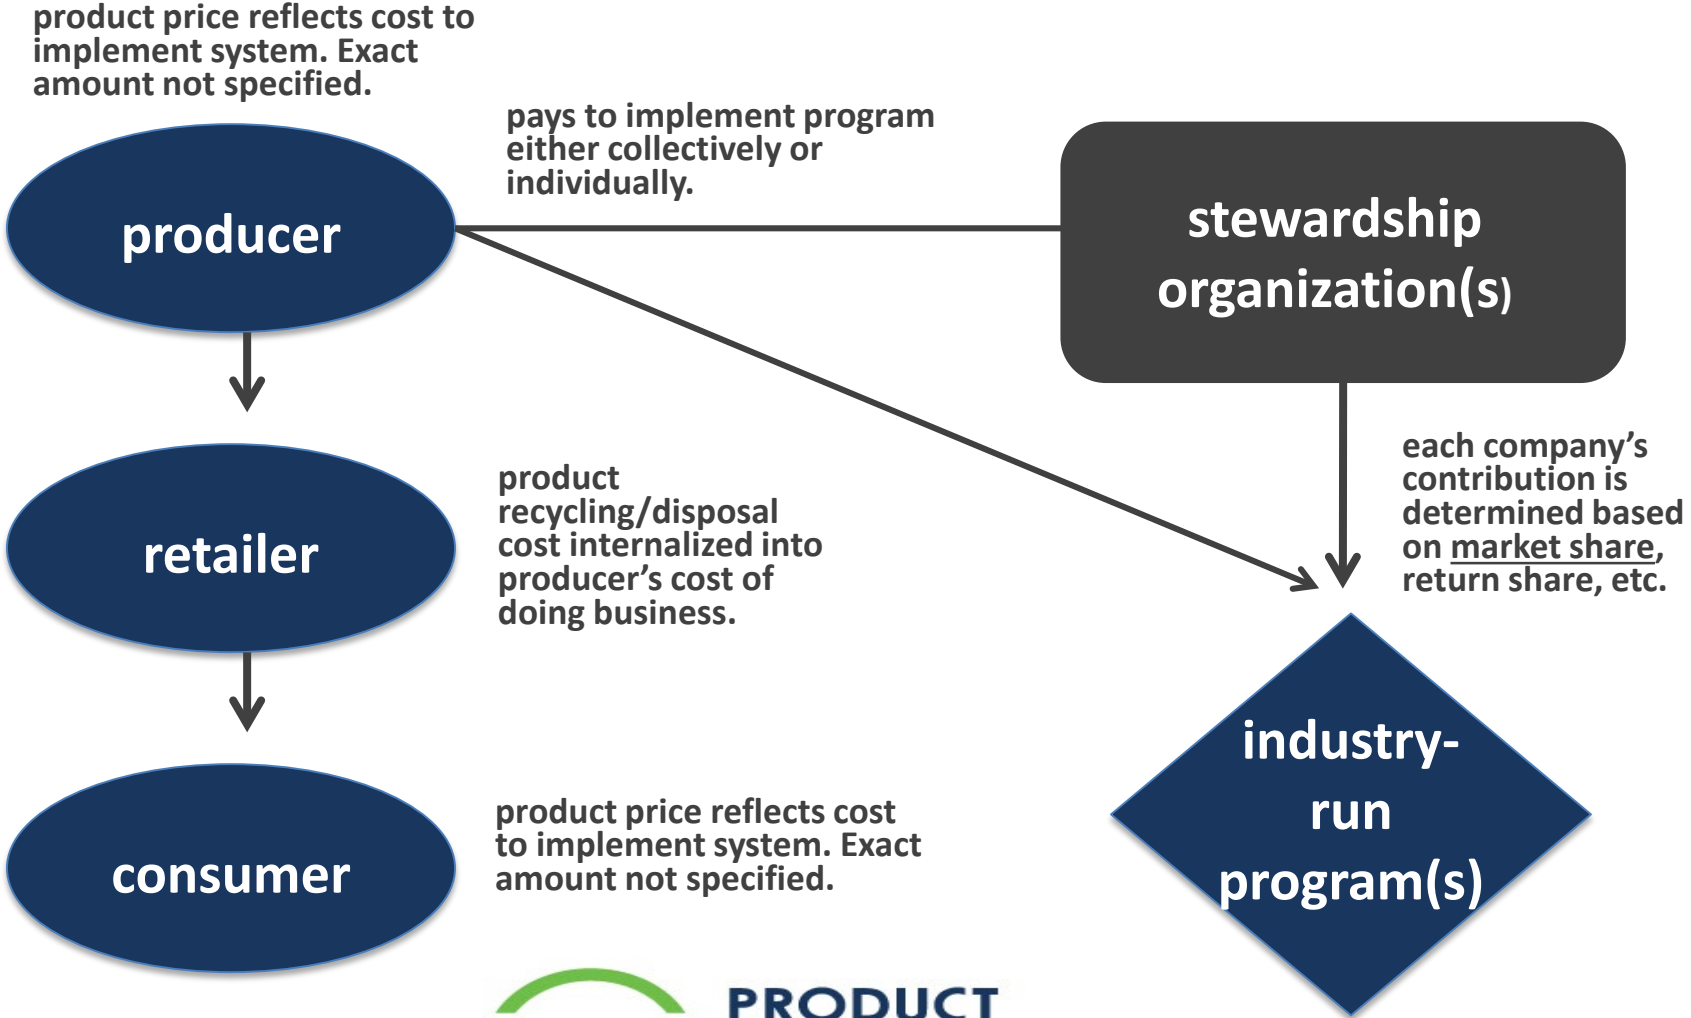 product price reflects cost to
implement system. Exact
amount not specified.
pays to implement program
either collectively or
individually.
producer
stewardship
organization(s)
each company’s
contribution is
determined based
on market share,
return share, etc.
retailer
product
recycling/disposal
cost internalized into
producer’s cost of
doing business.
industry-
run
program(s)
consumer
product price reflects cost
to implement system. Exact
amount not specified.
PRODUCT